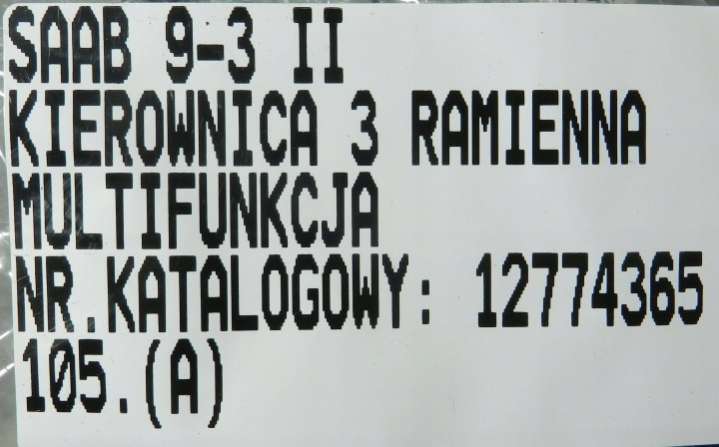 SAAB 9-3 II
KIEROWNICA 3 RAMIENNA
MULTIFUNKCJA
NR.KATALOGOWY: 12774365
105.(A)